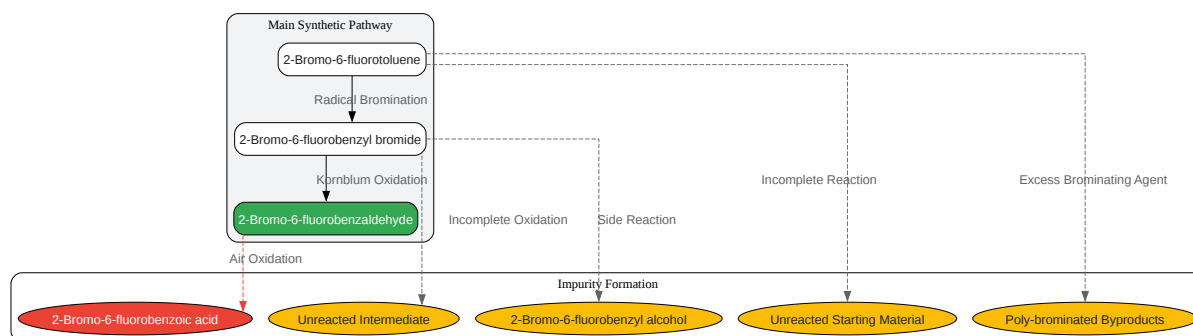 Main Synthetic Pathway
2-Bromo-6-fluorotoluene
Radical Bromination
2-Bromo-6-fluorobenzyl bromide
Kornblum Oxidation
Incomplete Reaction
Excess Brominating Agent
2-Bromo-6-fluorobenzaldehyde
Incomplete Oxidation
Side Reaction
Air Oxidation
Impurity Formation
2-Bromo-6-fluorobenzoic acid
Unreacted Intermediate
2-Bromo-6-fluorobenzyl alcohol
Unreacted Starting Material
Poly-brominated Byproducts